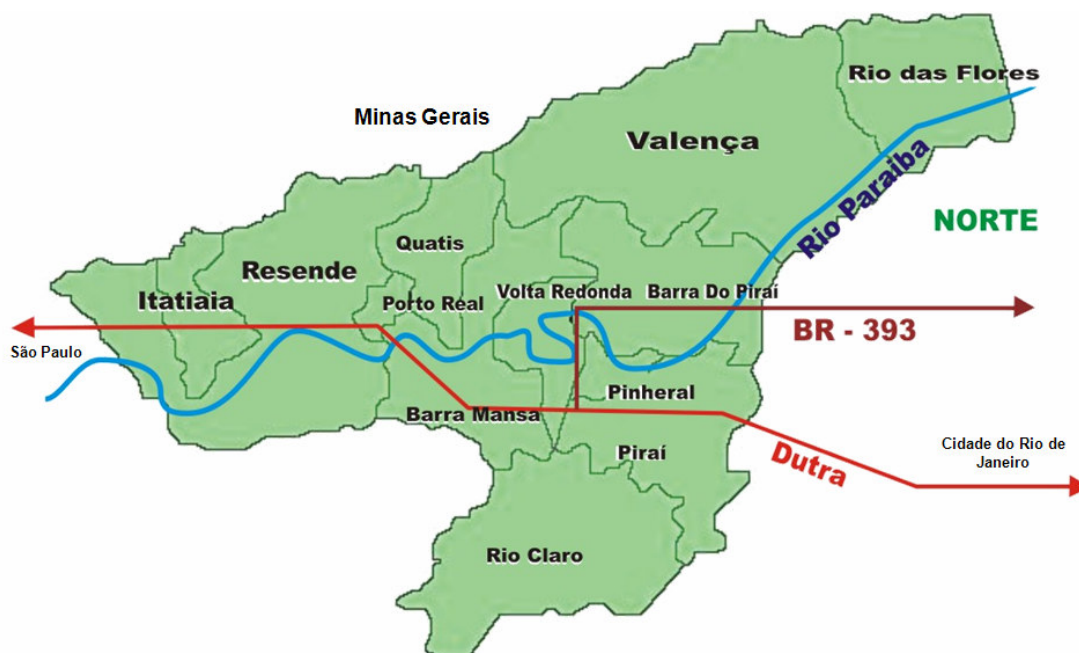 Rio das Flores
Minas Gerais
Valença
Rio Paraíba
NORTE
Quatis
Resende
Itatiaia
Porto Real
Volta Redonda
Barra Do Piraí
BR - 393
São Paulo
Pinheral
Barra Mansa
Piraí
Dutra
Cidade do Rio de
Janeiro
Rio Claro